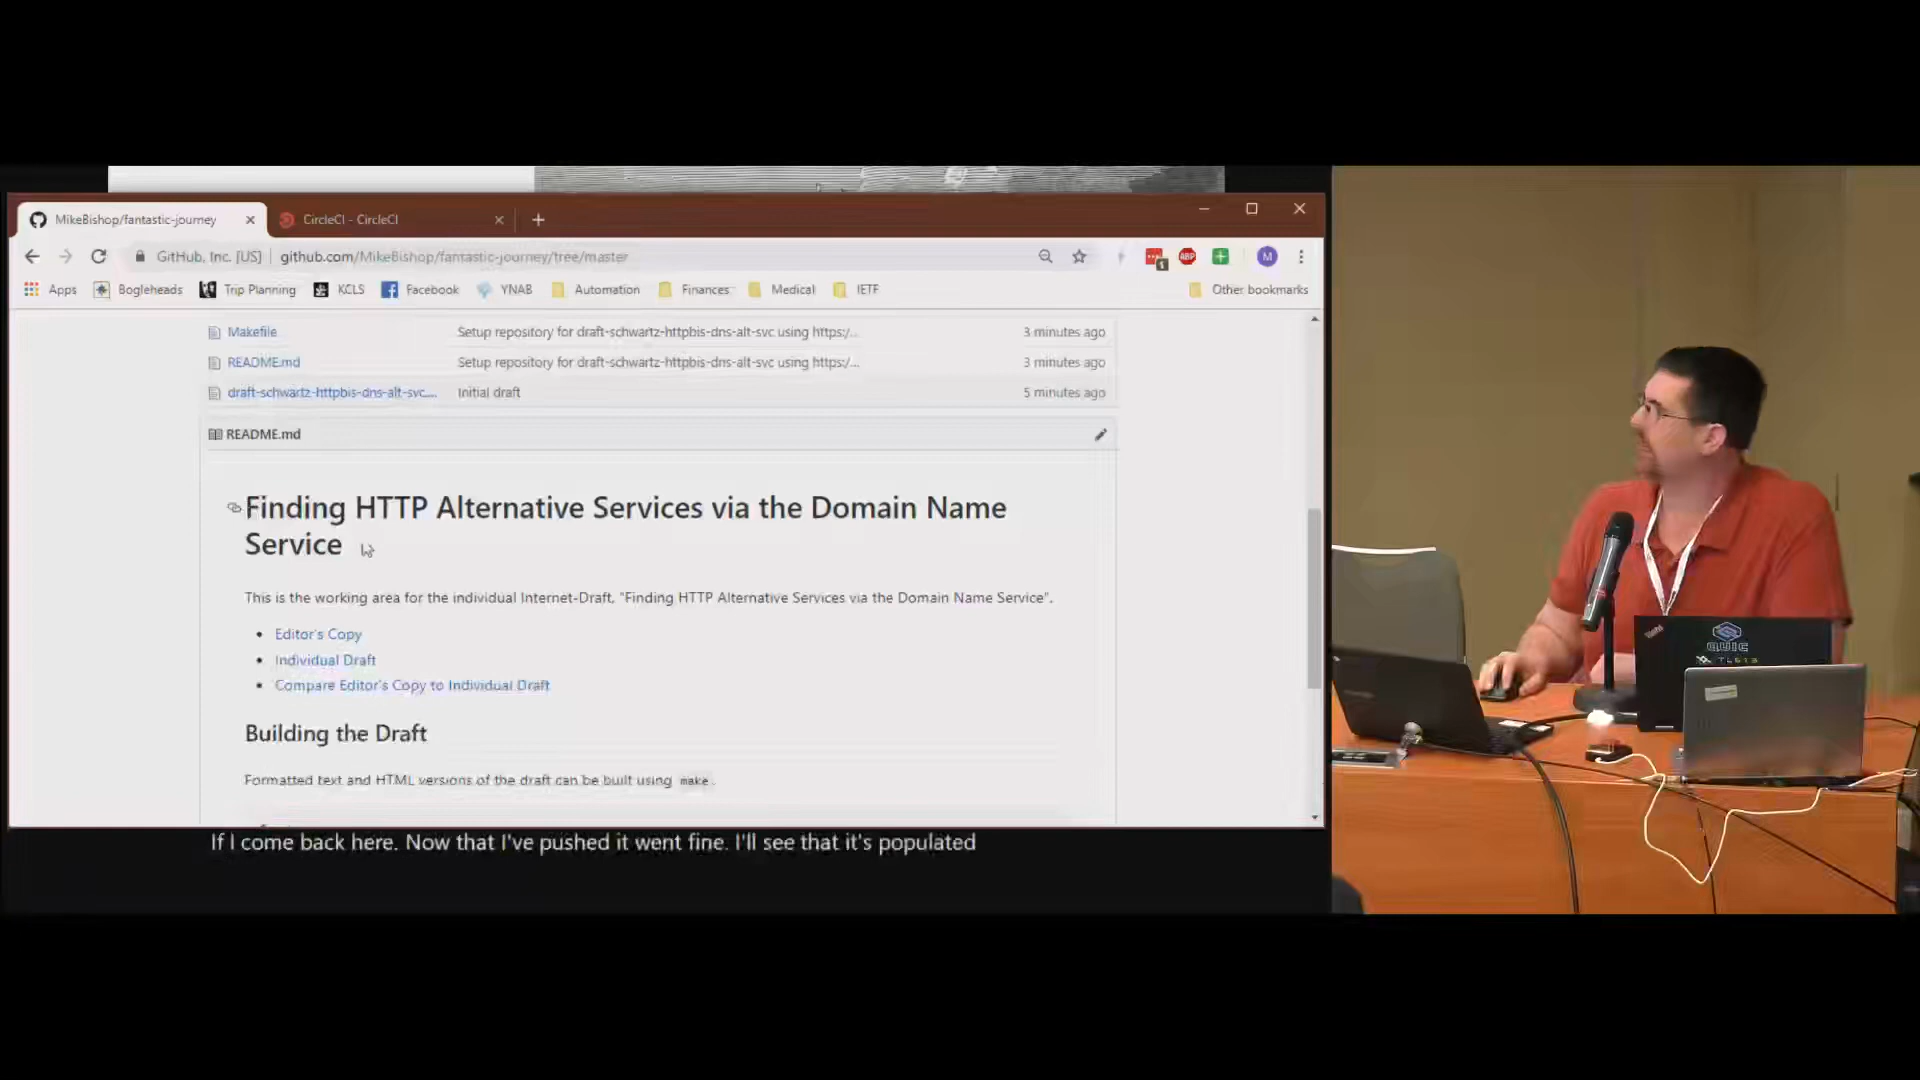 MikeBishop/fantastic-journey
CircleCI - CircleCI
GitHub, Inc. [US] | github.com/MikeBishop/fantastic-journey/tree/master
ABP
M
Apps Bogleheads Trip Planning KCLS Facebook YNAB Automation Finances Medical IETF Other bookmarks
Makefile Setup repository for draft-schwartz-httpbis-dns-alt-svc using https:/... 3 minutes ago
README.md Setup repository for draft-schwartz-httpbis-dns-alt-svc using https:/... 3 minutes ago
draft-schwartz-httpbis-dns-alt-svc.... Initial draft 5 minutes ago
README.md
Finding HTTP Alternative Services via the Domain Name
Service
This is the working area for the individual Internet-Draft, "Finding HTTP Alternative Services via the Domain Name Service".
• Editor's Copy
• Individual Draft
• Compare Editor's Copy to Individual Draft
Building the Draft
Formatted text and HTML versions of the draft can be built using make.
If I come back here. Now that I've pushed it went fine. I'll see that it's populated
QUIC